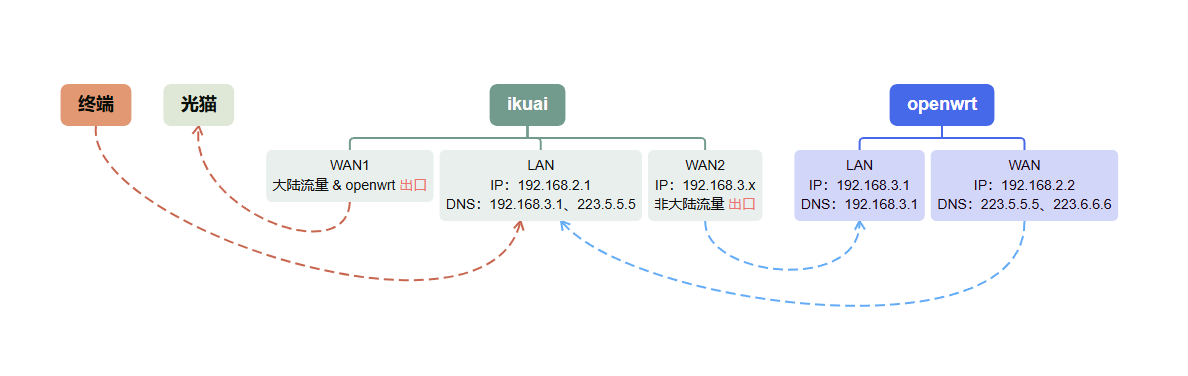 终端
光猫
ikuai
openwrt
WAN1
大陆流量 & openwrt 出口
LAN
IP：192.168.2.1
DNS：192.168.3.1、223.5.5.5
WAN2
IP：192.168.3.x
非大陆流量 出口
LAN
IP：192.168.3.1
DNS：192.168.3.1
WAN
IP：192.168.2.2
DNS：223.5.5.5、223.6.6.6